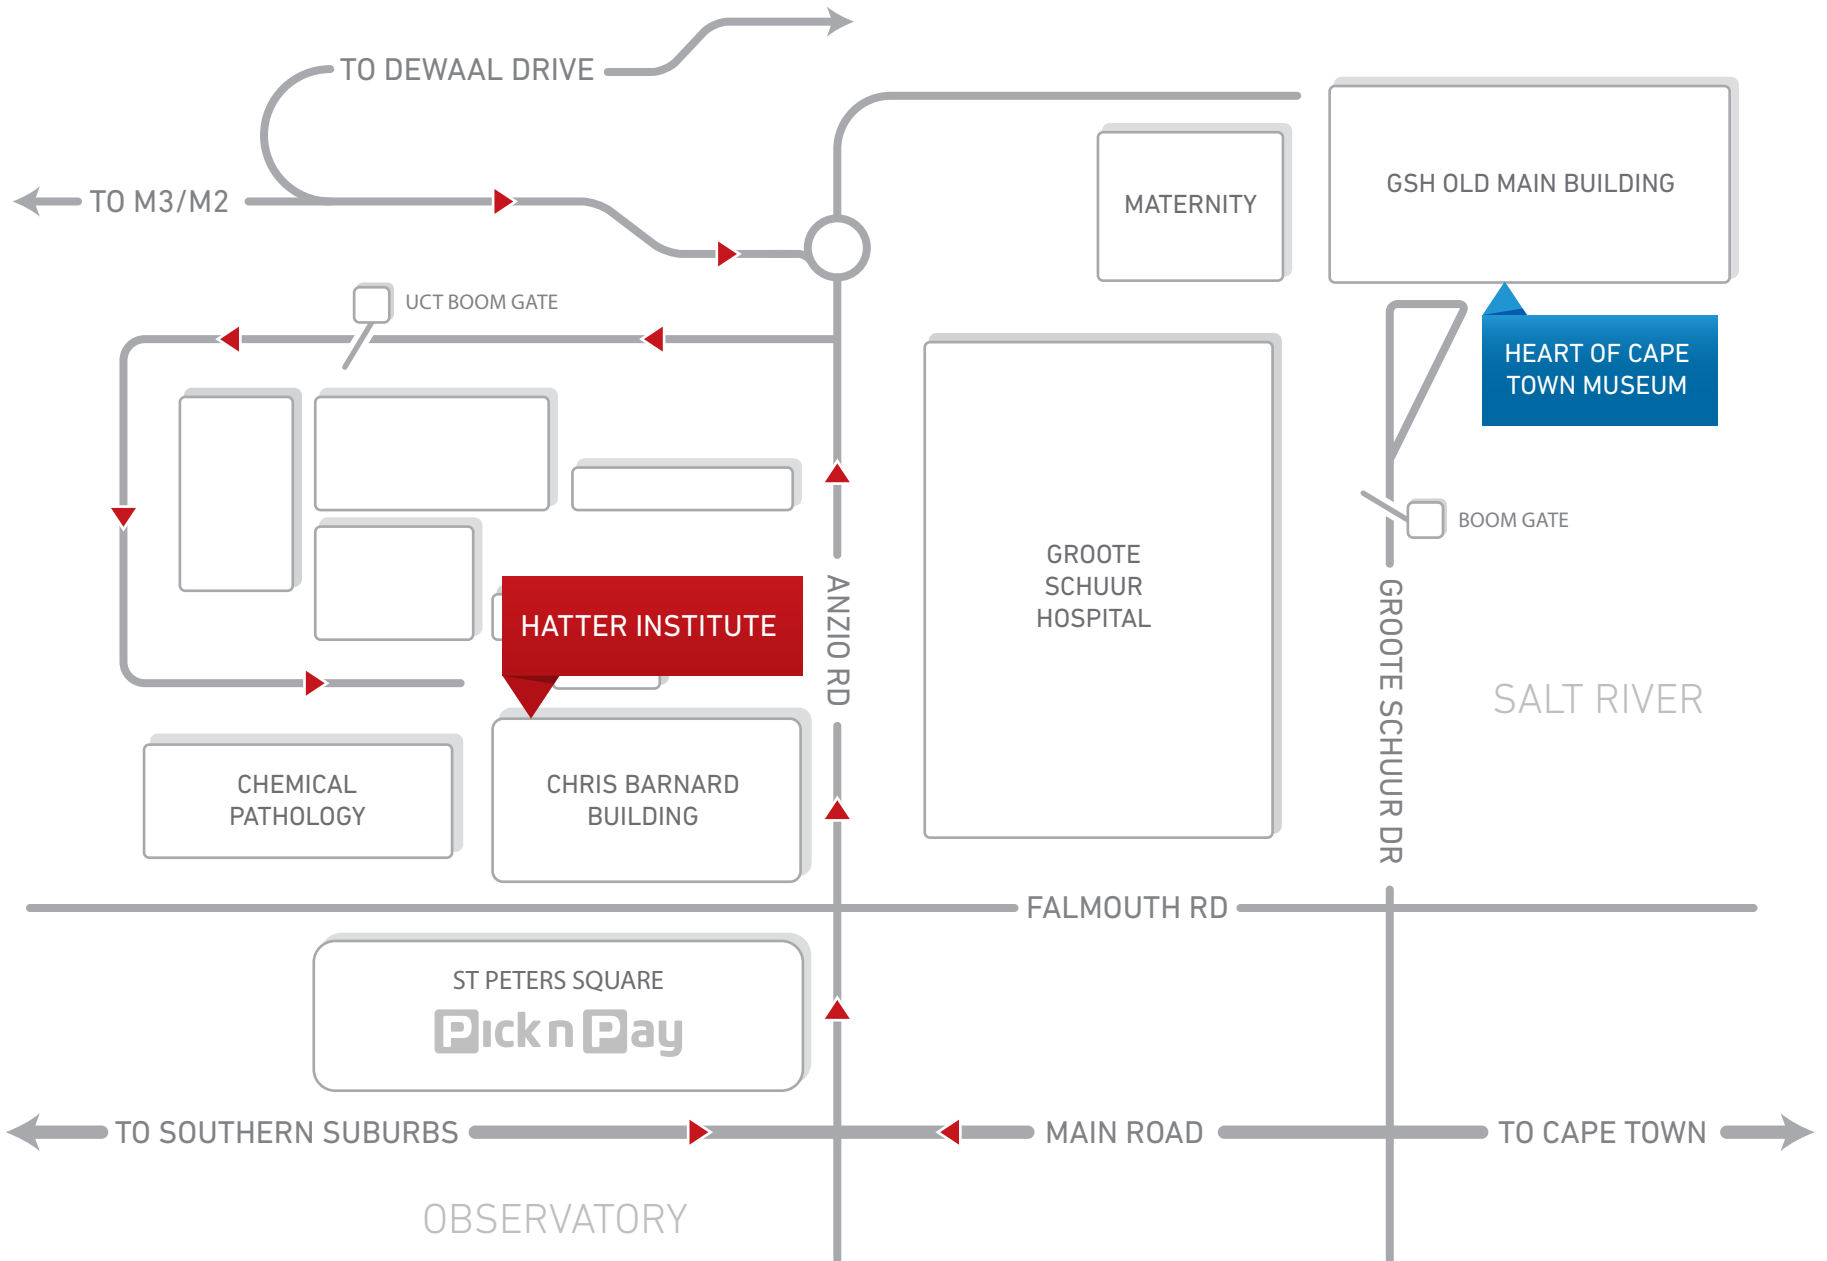 TO DEWAAL DRIVE
TO M3/M2
MATERNITY
GSH OLD MAIN BUILDING
UCT BOOM GATE
HEART OF CAPE
TOWN MUSEUM
BOOM GATE
GROOTE
SCHUUR
HOSPITAL
HATTER INSTITUTE
ANZIO RD
GROOTE SCHUUR DR
SALT RIVER
CHEMICAL
PATHOLOGY
CHRIS BARNARD
BUILDING
FALMOUTH RD
ST PETERS SQUARE
Pick n Pay
TO SOUTHERN SUBURBS
MAIN ROAD
TO CAPE TOWN
OBSERVATORY